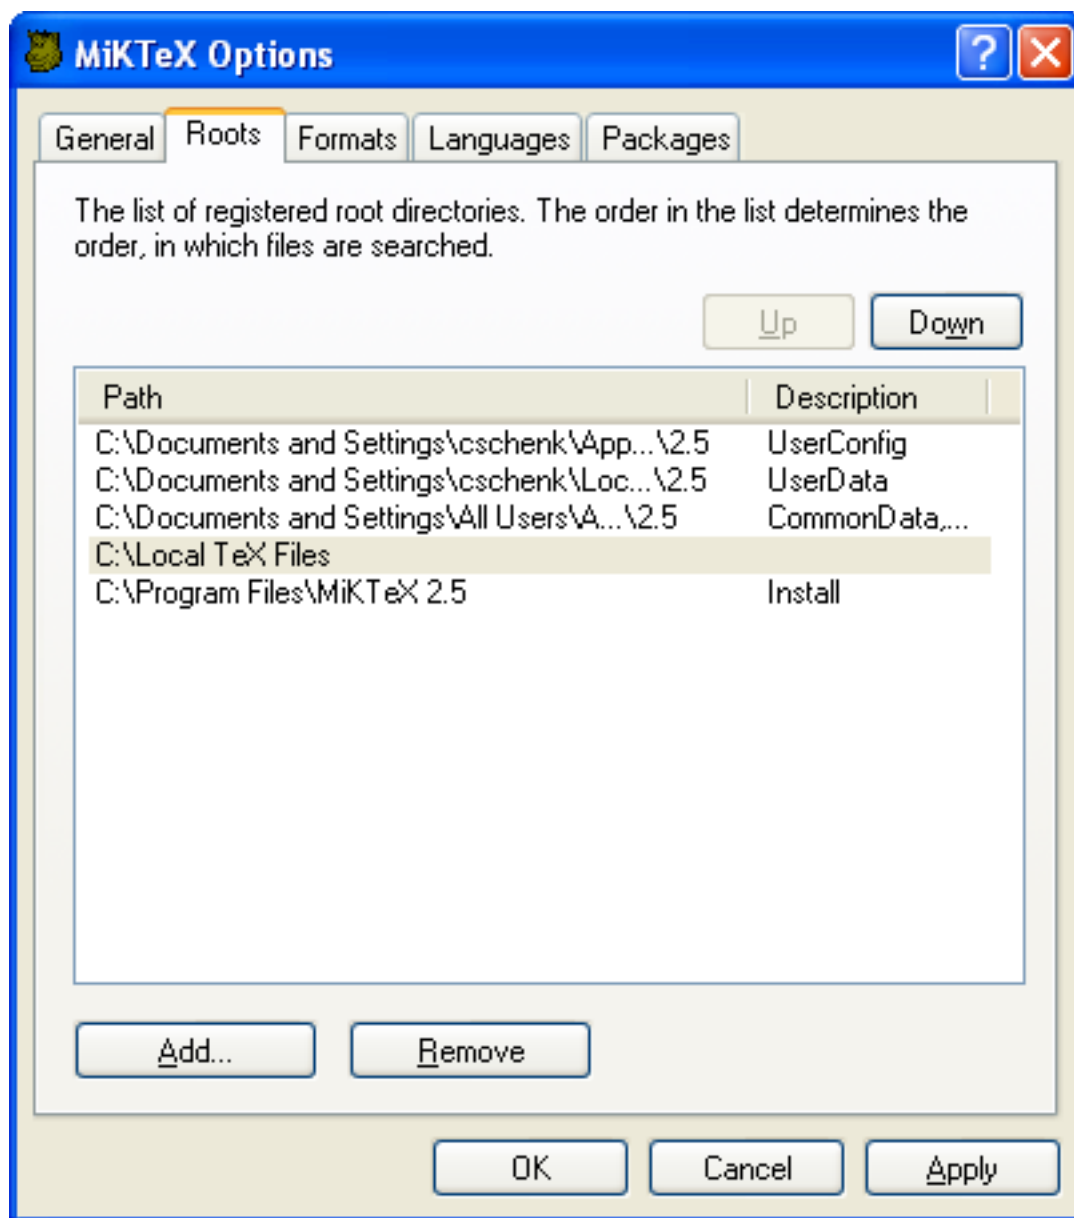 MiKTeX Options
General Roots Formats Languages Packages
The list of registered root directories. The order in the list determines the
order, in which files are searched.
Up Down
Path Description
C:\Documents and Settings\cschenk\App...\2.5 UserConfig
C:\Documents and Settings\cschenk\Loc...\2.5 UserData
C:\Documents and Settings\All Users\A...\2.5 CommonData,...
C:\Local TeX Files
C:\Program Files\MiKTeX 2.5 Install
Add... Remove
OK Cancel Apply